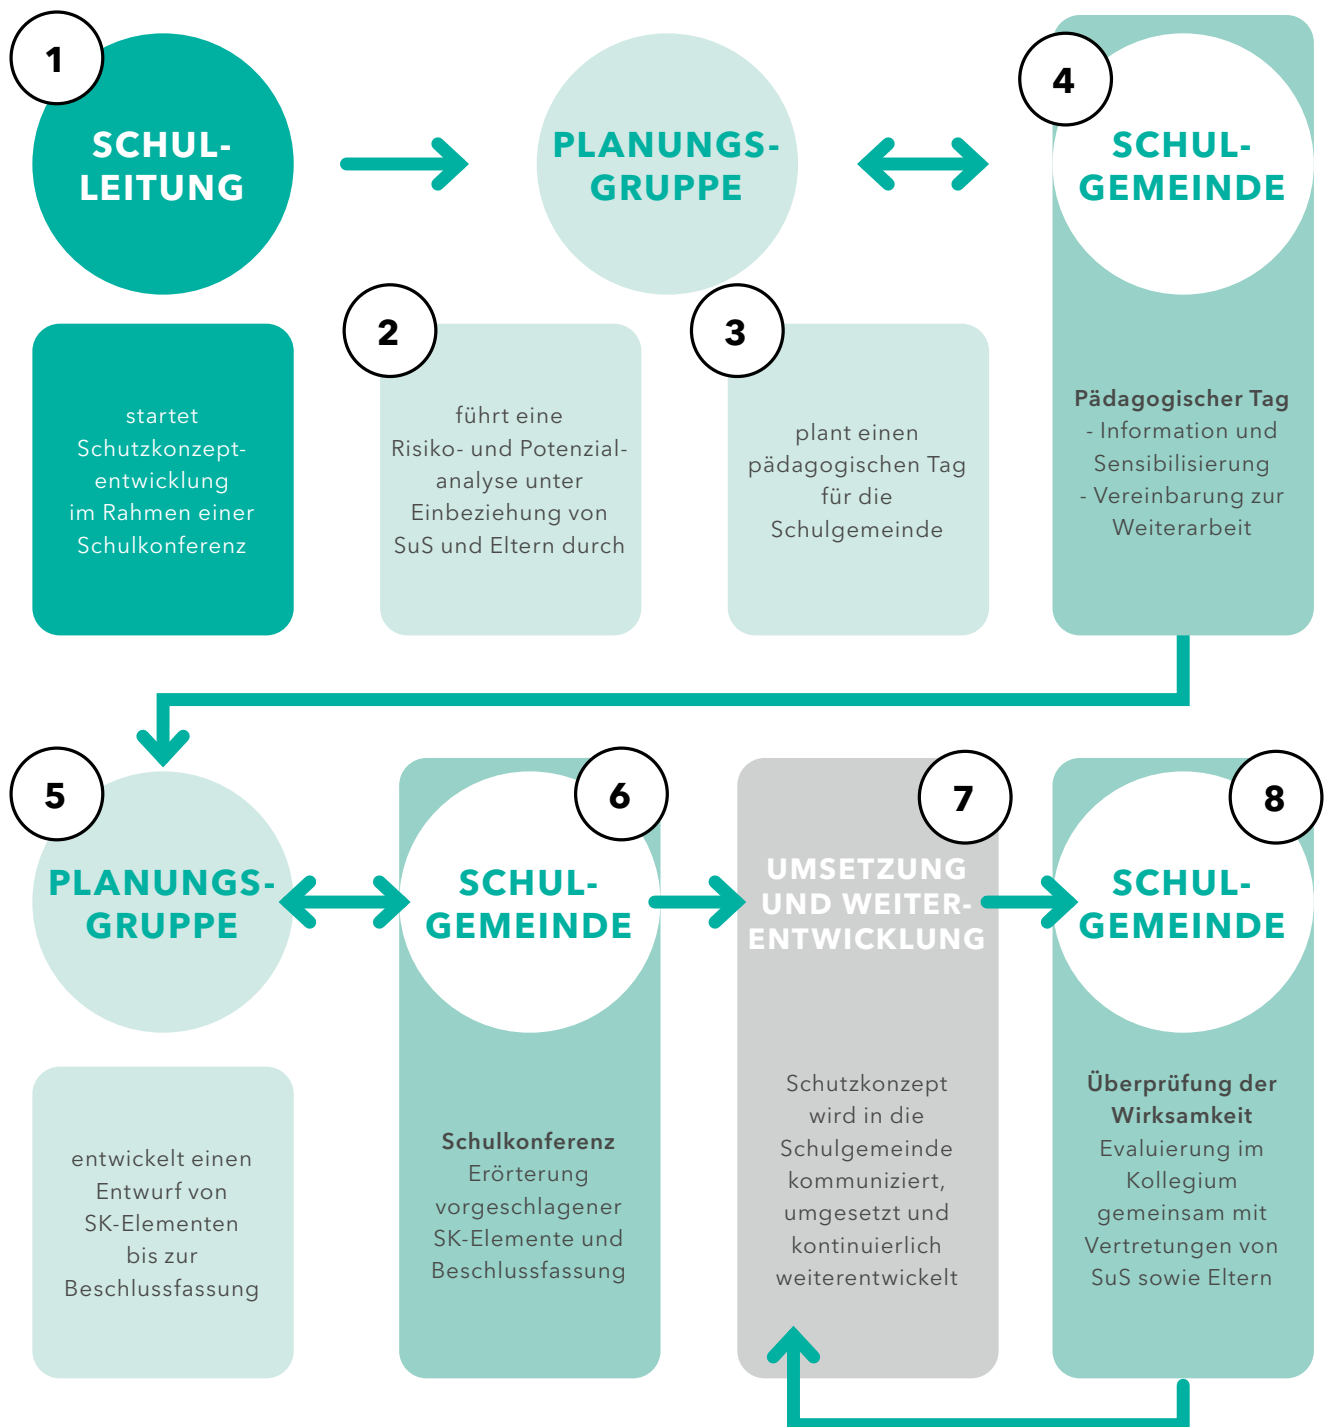 1
SCHUL-
LEITUNG
startet
Schutzkonzept-
entwicklung
im Rahmen einer
Schulkonferenz
PLANUNGS-
GRUPPE
2
führt eine
Risiko- und Potenzial-
analyse unter
Einbeziehung von
SuS und Eltern durch
3
plant einen
pädagogischen Tag
für die
Schulgemeinde
4
SCHUL-
GEMEINDE
Pädagogischer Tag
- Information und
Sensibilisierung
- Vereinbarung zur
Weiterarbeit
5
PLANUNGS-
GRUPPE
entwickelt einen
Entwurf von
SK-Elementen
bis zur
Beschlussfassung
6
SCHUL-
GEMEINDE
Schulkonferenz
Erörterung
vorgeschlagener
SK-Elemente und
Beschlussfassung
7
UMSETZUNG
UND WEITER-
ENTWICKLUNG
Schutzkonzept
wird in die
Schulgemeinde
kommuniziert,
umgesetzt und
kontinuierlich
weiterentwickelt
8
SCHUL-
GEMEINDE
Überprüfung der
Wirksamkeit
Evaluierung im
Kollegium
gemeinsam mit
Vertretungen von
SuS sowie Eltern